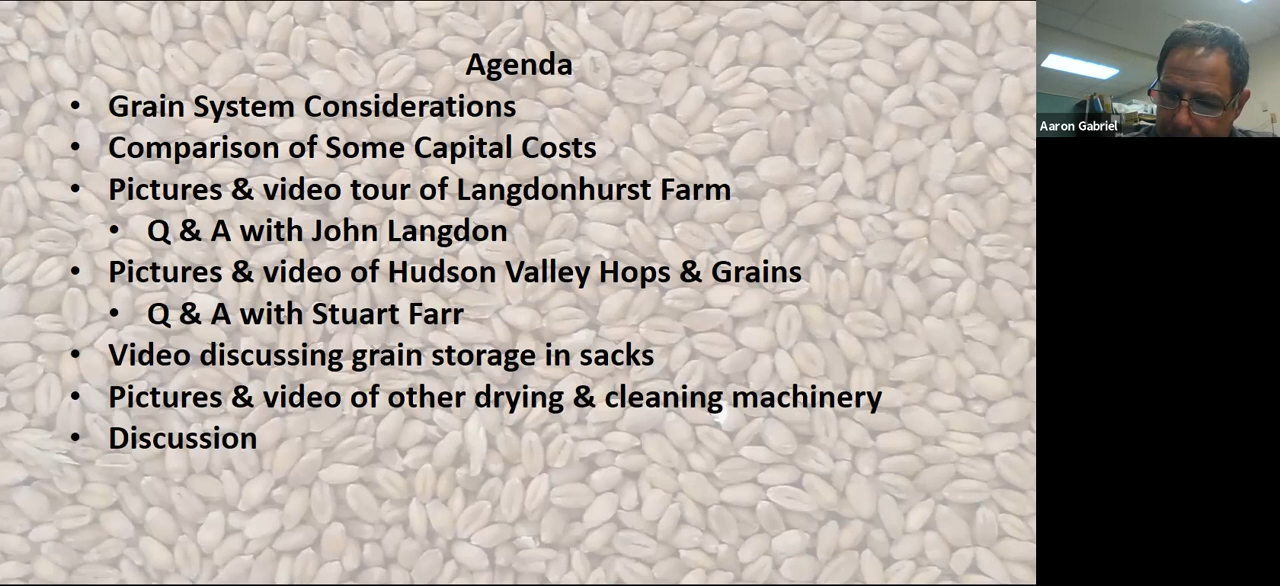 Agenda
• Grain System Considerations
• Comparison of Some Capital Costs
• Pictures & video tour of Langdonhurst Farm
• Q & A with John Langdon
• Pictures & video of Hudson Valley Hops & Grains
• Q & A with Stuart Farr
• Video discussing grain storage in sacks
• Pictures & video of other drying & cleaning machinery
• Discussion
Aaron Gabriel